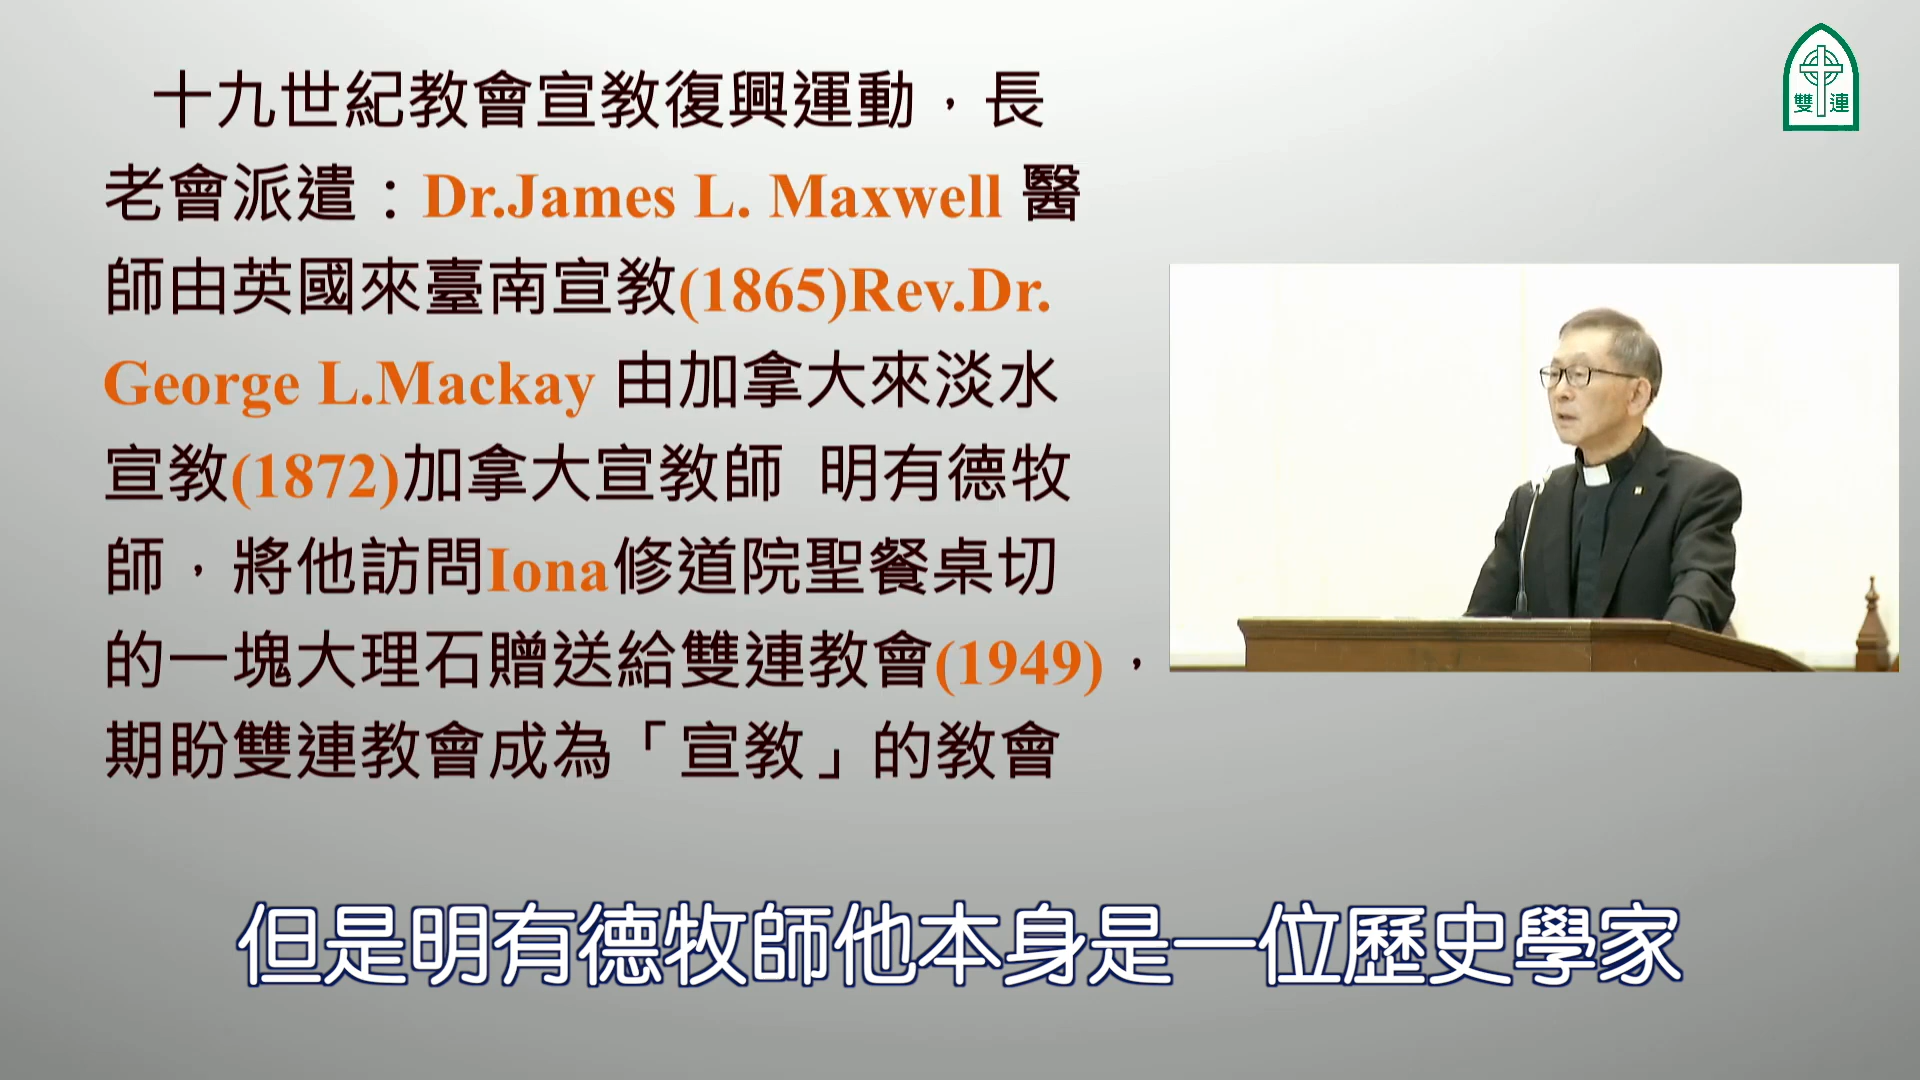 十九世紀教會宣教復興運動，長
老會派遣：Dr.James L. Maxwell 醫
師由英國來臺南宣教(1865)Rev.Dr.
George L.Mackay 由加拿大來淡水
宣教(1872)加拿大宣教師 明有德牧
師，將他訪問Iona修道院聖餐桌切
的一塊大理石贈送給雙連教會(1949)，
期盼雙連教會成為「宣教」的教會
雙連
但是明有德牧師他本身是一位歷史學家